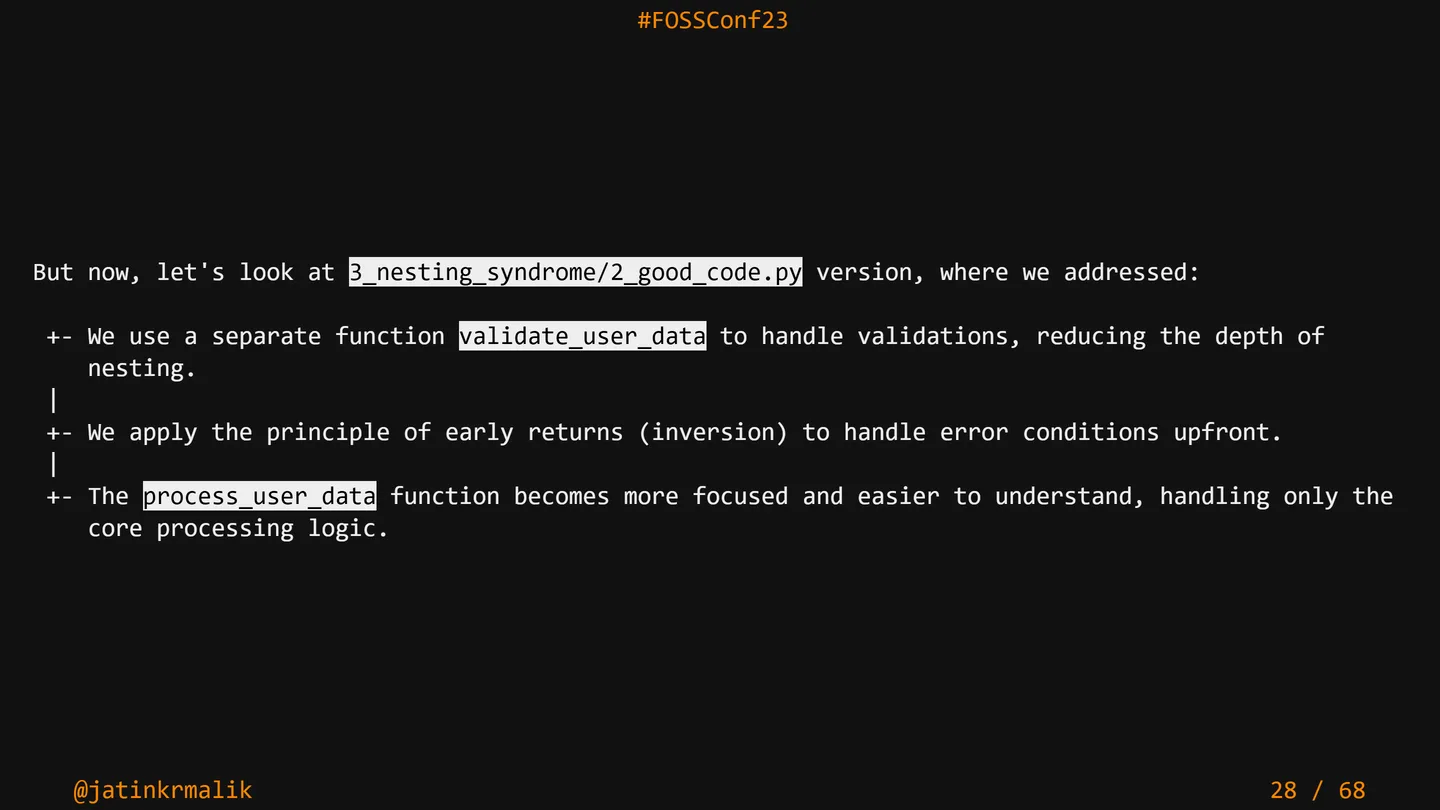 #FOSSConf23
But now, let's look at 3_nesting_syndrome/2_good_code.py version, where we addressed:
+- We use a separate function validate_user_data to handle validations, reducing the depth of
nesting.
|
+- We apply the principle of early returns (inversion) to handle error conditions upfront.
|
+- The process_user_data function becomes more focused and easier to understand, handling only the
core processing logic.
@jatinkrmalik
28 / 68